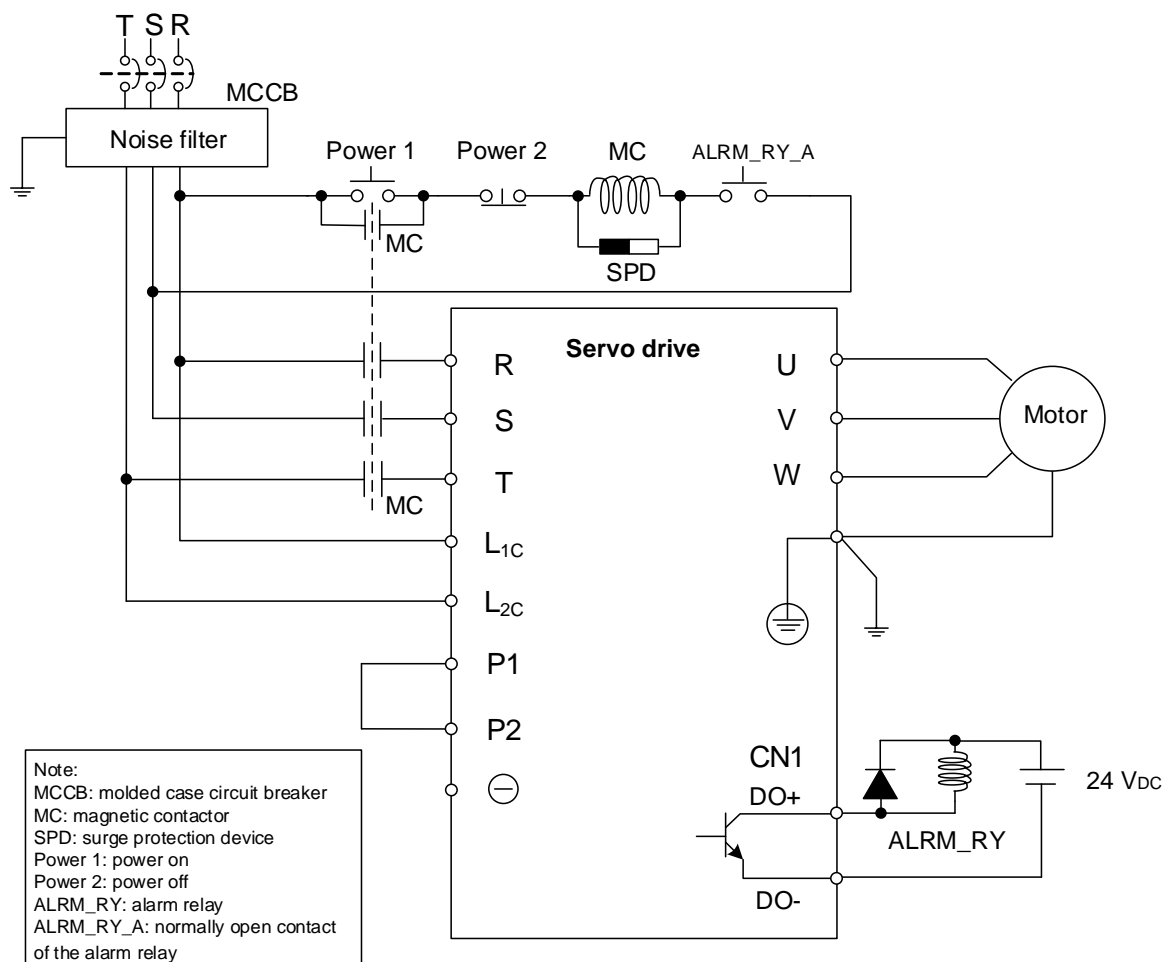 T S R
MCCB
Noise filter
Power 1
Power 2
MC
ALRM_RY_A
MC
SPD
Servo drive
R
U
S
V
Motor
T
W
MC
L1C
L2C
P1
P2
CN1
DO+
24 VDC
ALRM_RY
DO-
Note:
MCCB: molded case circuit breaker
MC: magnetic contactor
SPD: surge protection device
Power 1: power on
Power 2: power off
ALRM_RY: alarm relay
ALRM_RY_A: normally open contact
of the alarm relay